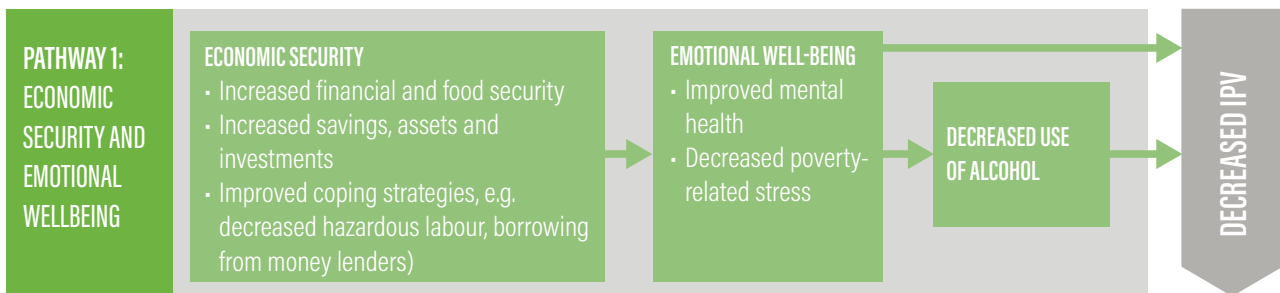 PATHWAY 1:
ECONOMIC
SECURITY AND
EMOTIONAL
WELLBEING
ECONOMIC SECURITY
• Increased financial and food security
• Increased savings, assets and
investments
• Improved coping strategies, e.g.
decreased hazardous labour, borrowing
from money lenders)
EMOTIONAL WELL-BEING
• Improved mental
health
• Decreased poverty-
related stress
DECREASED USE
OF ALCOHOL
DECREASED IPV